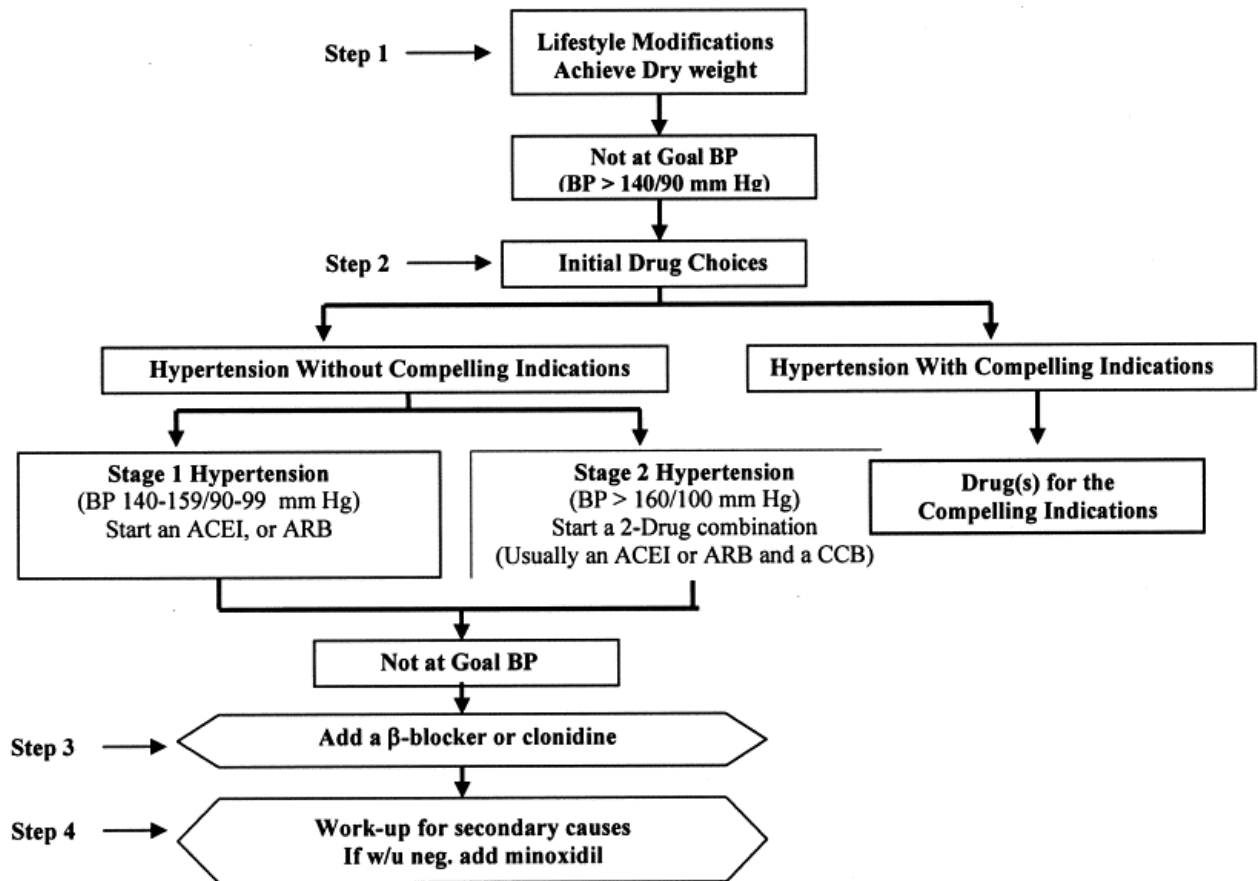 Step 1
Lifestyle Modifications
Achieve Dry weight
Not at Goal BP
(BP > 140/90 mm Hg)
Step 2
Initial Drug Choices
Hypertension Without Compelling Indications
Hypertension With Compelling Indications
Stage 1 Hypertension
(BP 140-159/90-99 mm Hg)
Start an ACEI, or ARB
Stage 2 Hypertension
(BP > 160/100 mm Hg)
Start a 2-Drug combination
(Usually an ACEI or ARB and a CCB)
Drug(s) for the
Compelling Indications
Not at Goal BP
Step 3
Add a β-blocker or clonidine
Step 4
Work-up for secondary causes
If w/u neg. add minoxidil